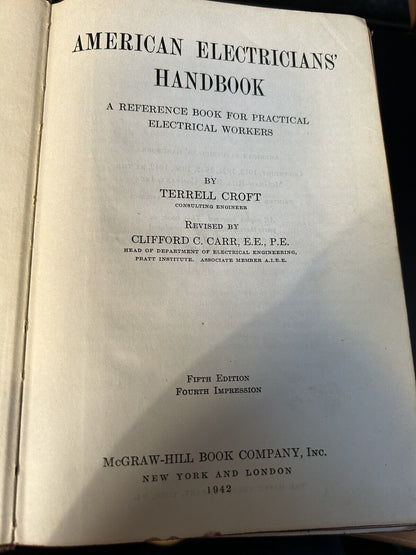 AMERICAN ELECTRICIANS'
HANDBOOK
A REFERENCE BOOK FOR PRACTICAL
ELECTRICAL WORKERS
BY
TERRELL CROFT
CONSULTING ENGINEER
REVISED BY
CLIFFORD C. CARR, E.E., P.E.
HEAD OF DEPARTMENT OF ELECTRICAL ENGINEERING,
PRATT INSTITUTE. ASSOCIATE MEMBER A.I.E.E.
FIFTH EDITION
FOURTH IMPRESSION
McGRAW-HILL BOOK COMPANY, INC.
NEW YORK AND LONDON
1942